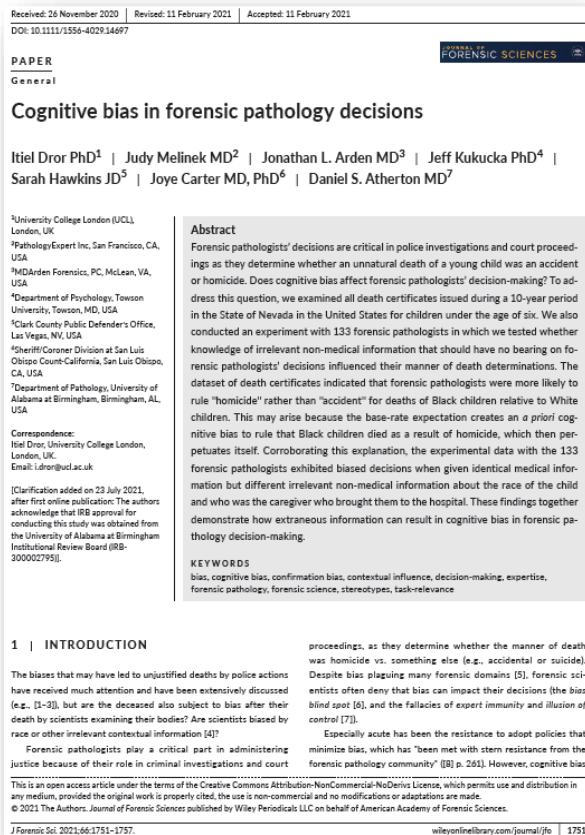 Received: 26 November 2020 | Revised: 11 February 2021 | Accepted: 11 February 2021
DOI: 10.1111/1556-4029.14697
JOURNAL OF
FORENSIC SCIENCES
PAPER
General
Cognitive bias in forensic pathology decisions
Itiel Dror PhD1 | Judy Melinek MD2 | Jonathan L. Arden MD3 | Jeff Kukucka PhD4 |
Sarah Hawkins JD5 | Joye Carter MD, PhD6 | Daniel S. Atherton MD7
1University College London (UCL),
London, UK
2PathologyExpert Inc, San Francisco, CA,
USA
3MDArden Forensics, PC, McLean, VA,
USA
4Department of Psychology, Towson
University, Towson, MD, USA
5Clark County Public Defender's Office,
Las Vegas, NV, USA
6Sheriff/Coroner Division at San Luis
Obispo Count-California, San Luis Obispo,
CA, USA
7Department of Pathology, University of
Alabama at Birmingham, Birmingham, AL,
USA
Correspondence:
Itiel Dror, University College London,
London, UK.
Email: i.dror@ucl.ac.uk
[Clarification added on 23 July 2021,
after first online publication: The authors
acknowledge that IRB approval for
conducting this study was obtained from
the University of Alabama at Birmingham
Institutional Review Board (IRB-
300002795)].
Abstract
Forensic pathologists' decisions are critical in police investigations and court proceed-
ings as they determine whether an unnatural death of a young child was an accident
or homicide. Does cognitive bias affect forensic pathologists' decision-making? To ad-
dress this question, we examined all death certificates issued during a 10-year period
in the State of Nevada in the United States for children under the age of six. We also
conducted an experiment with 133 forensic pathologists in which we tested whether
knowledge of irrelevant non-medical information that should have no bearing on fo-
rensic pathologists' decisions influenced their manner of death determinations. The
dataset of death certificates indicated that forensic pathologists were more likely to
rule "homicide" rather than "accident" for deaths of Black children relative to White
children. This may arise because the base-rate expectation creates an a priori cog-
nitive bias to rule that Black children died as a result of homicide, which then per-
petuates itself. Corroborating this explanation, the experimental data with the 133
forensic pathologists exhibited biased decisions when given identical medical infor-
mation but different irrelevant non-medical information about the race of the child
and who was the caregiver who brought them to the hospital. These findings together
demonstrate how extraneous information can result in cognitive bias in forensic pa-
thology decision-making.
KEYWORDS
bias, cognitive bias, confirmation bias, contextual influence, decision-making, expertise,
forensic pathology, forensic science, stereotypes, task-relevance
1 | INTRODUCTION
The biases that may have led to unjustified deaths by police actions
have received much attention and have been extensively discussed
(e.g., [1–3]), but are the deceased also subject to bias after their
death by scientists examining their bodies? Are scientists biased by
race or other irrelevant contextual information [4]?
Forensic pathologists play a critical part in administering
justice because of their role in criminal investigations and court
proceedings, as they determine whether the manner of death
was homicide vs. something else (e.g., accidental or suicide).
Despite bias plaguing many forensic domains [5], forensic sci-
entists often deny that bias can impact their decisions (the bias
blind spot [6], and the fallacies of expert immunity and illusion of
control [7]).
Especially acute has been the resistance to adopt policies that
minimize bias, which has "been met with stern resistance from the
forensic pathology community" ([8] p. 261). However, cognitive bias
This is an open access article under the terms of the Creative Commons Attribution-NonCommercial-NoDerivs License, which permits use and distribution in
any medium, provided the original work is properly cited, the use is non-commercial and no modifications or adaptations are made.
© 2021 The Authors. Journal of Forensic Sciences published by Wiley Periodicals LLC on behalf of American Academy of Forensic Sciences.
J Forensic Sci. 2021;66:1751–1757. wileyonlinelibrary.com/journal/jfo | 1751